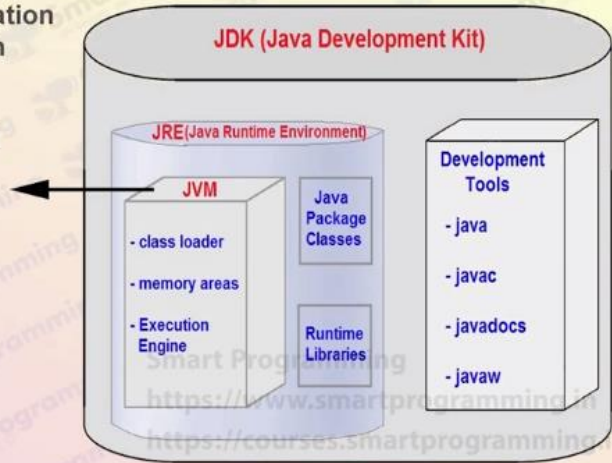 JDK (Java Development Kit)
JRE(Java Runtime Environment)
JVM
- class loader
- memory areas
- Execution
Engine
Java
Package
Classes
Runtime
Libraries
Development
Tools
- java
- javac
- javadocs
- javaw
Smart Programming
https://www.smartprogramming.in
https://courses.smartprogramming.